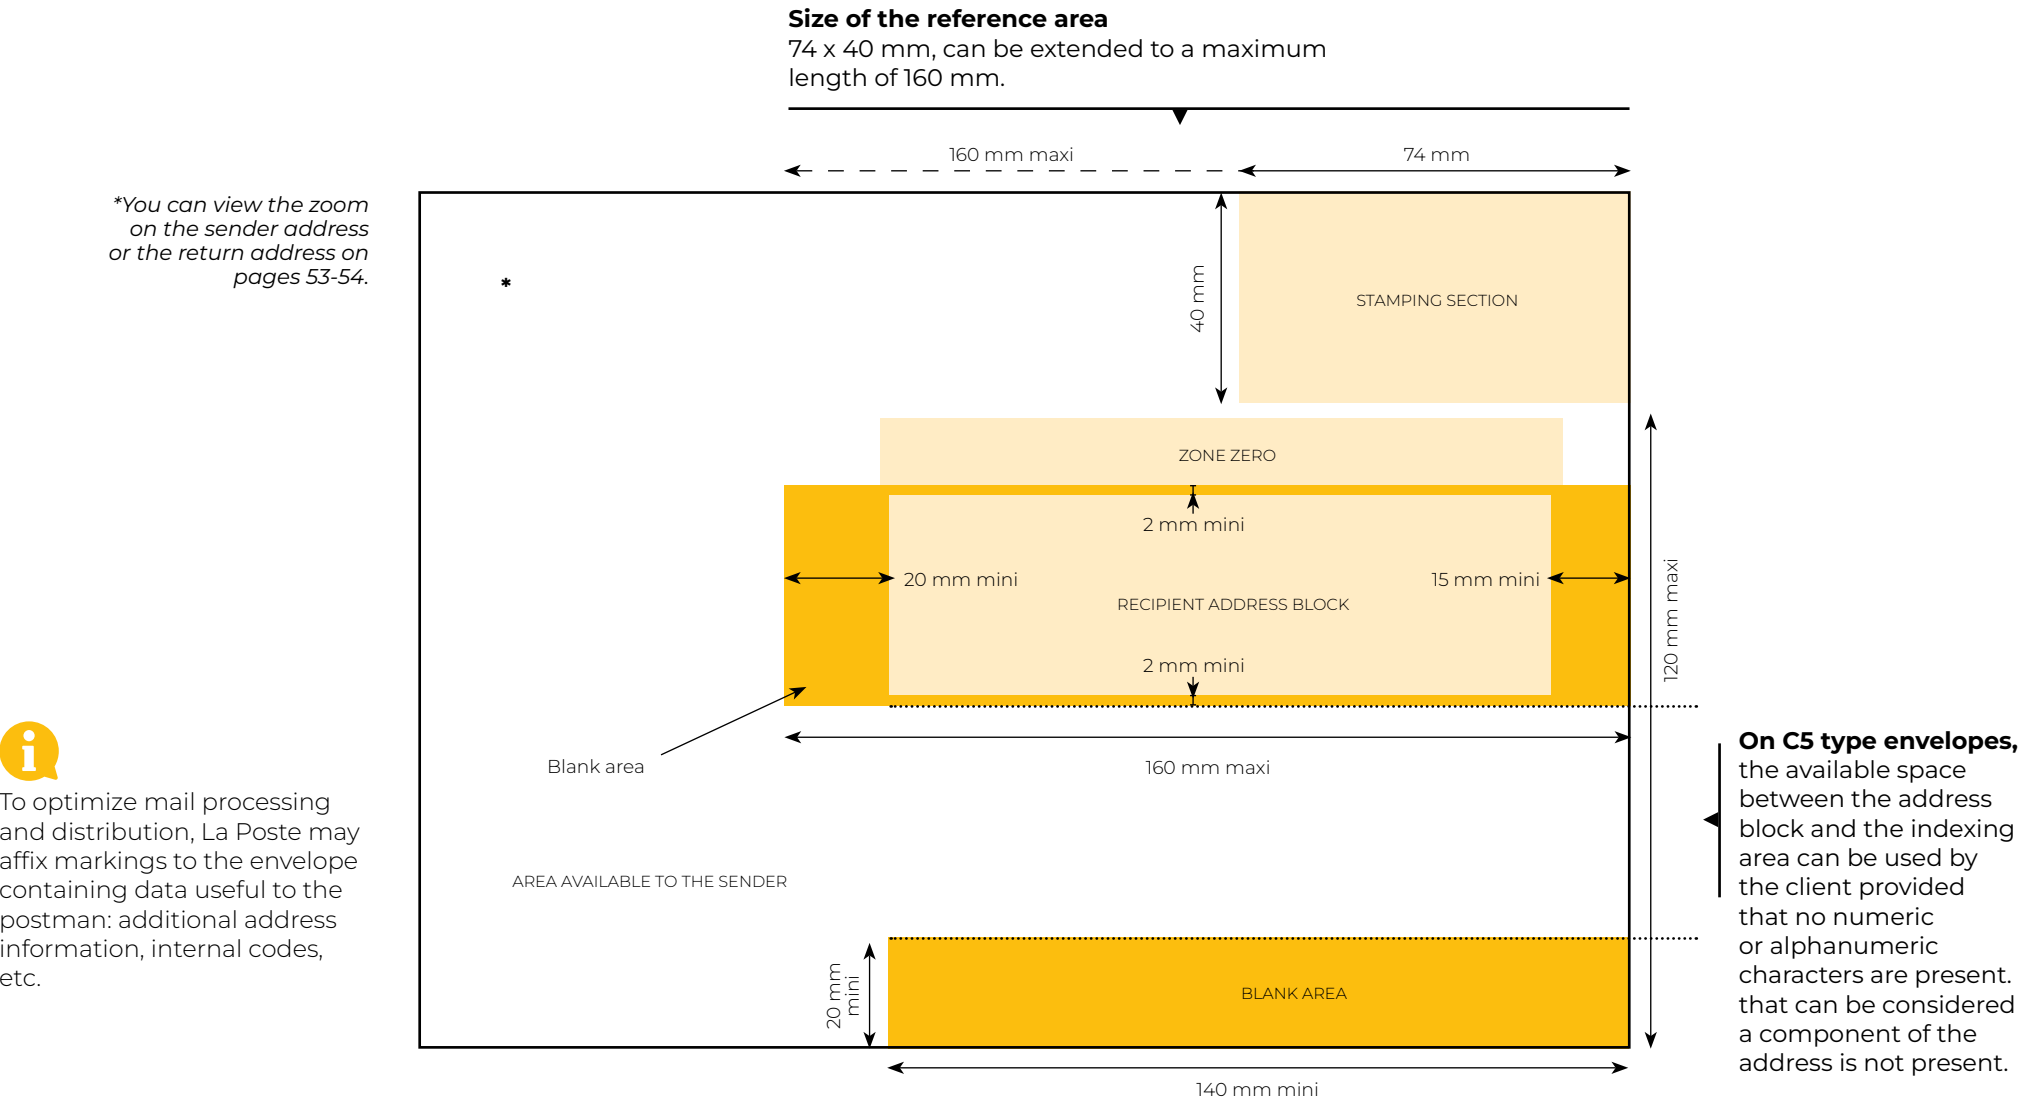 Size of the reference area
74 x 40 mm, can be extended to a maximum
length of 160 mm.
160 mm maxi
74 mm
*You can view the zoom
on the sender address
or the return address on
pages 53-54.
*
40 mm
STAMPING SECTION
ZONE ZERO
2 mm mini
20 mm mini
15 mm mini
RECIPIENT ADDRESS BLOCK
2 mm mini
120 mm maxi
Blank area
160 mm maxi
i
To optimize mail processing
and distribution, La Poste may
affix markings to the envelope
containing data useful to the
postman: additional address
information, internal codes,
etc.
AREA AVAILABLE TO THE SENDER
On C5 type envelopes,
the available space
between the address
block and the indexing
area can be used by
the client provided
that no numeric
or alphanumeric
characters are present.
that can be considered
a component of the
address is not present.
20 mm
mini
BLANK AREA
140 mm mini